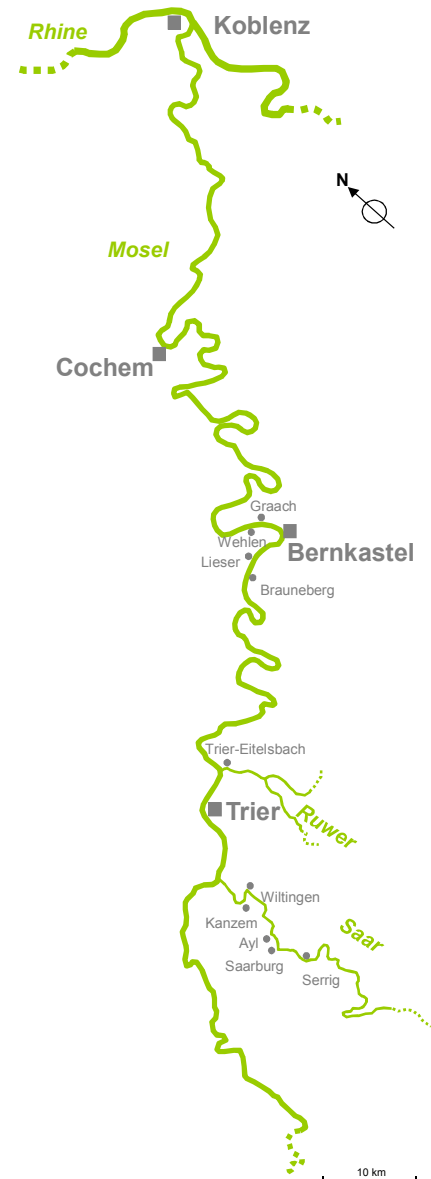 Koblenz
Rhine
N
Mosel
Cochem
Graach
Wehlen
Bernkastel
Lieser
Brauneberg
Trier-Eitelsbach
Trier
Ruwer
Wiltingen
Kanzem
Saar
Ayl
Saarburg
Serrig
10 km